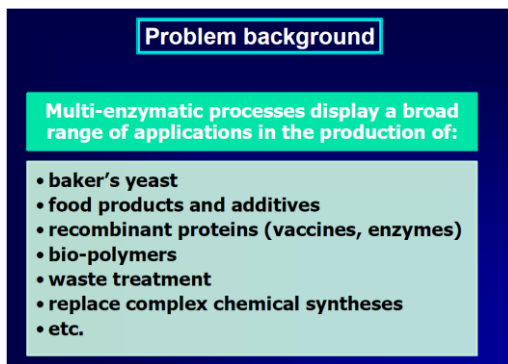 Problem background
Multi-enzymatic processes display a broad
range of applications in the production of:
• baker's yeast
• food products and additives
• recombinant proteins (vaccines, enzymes)
• bio-polymers
• waste treatment
• replace complex chemical syntheses
• etc.